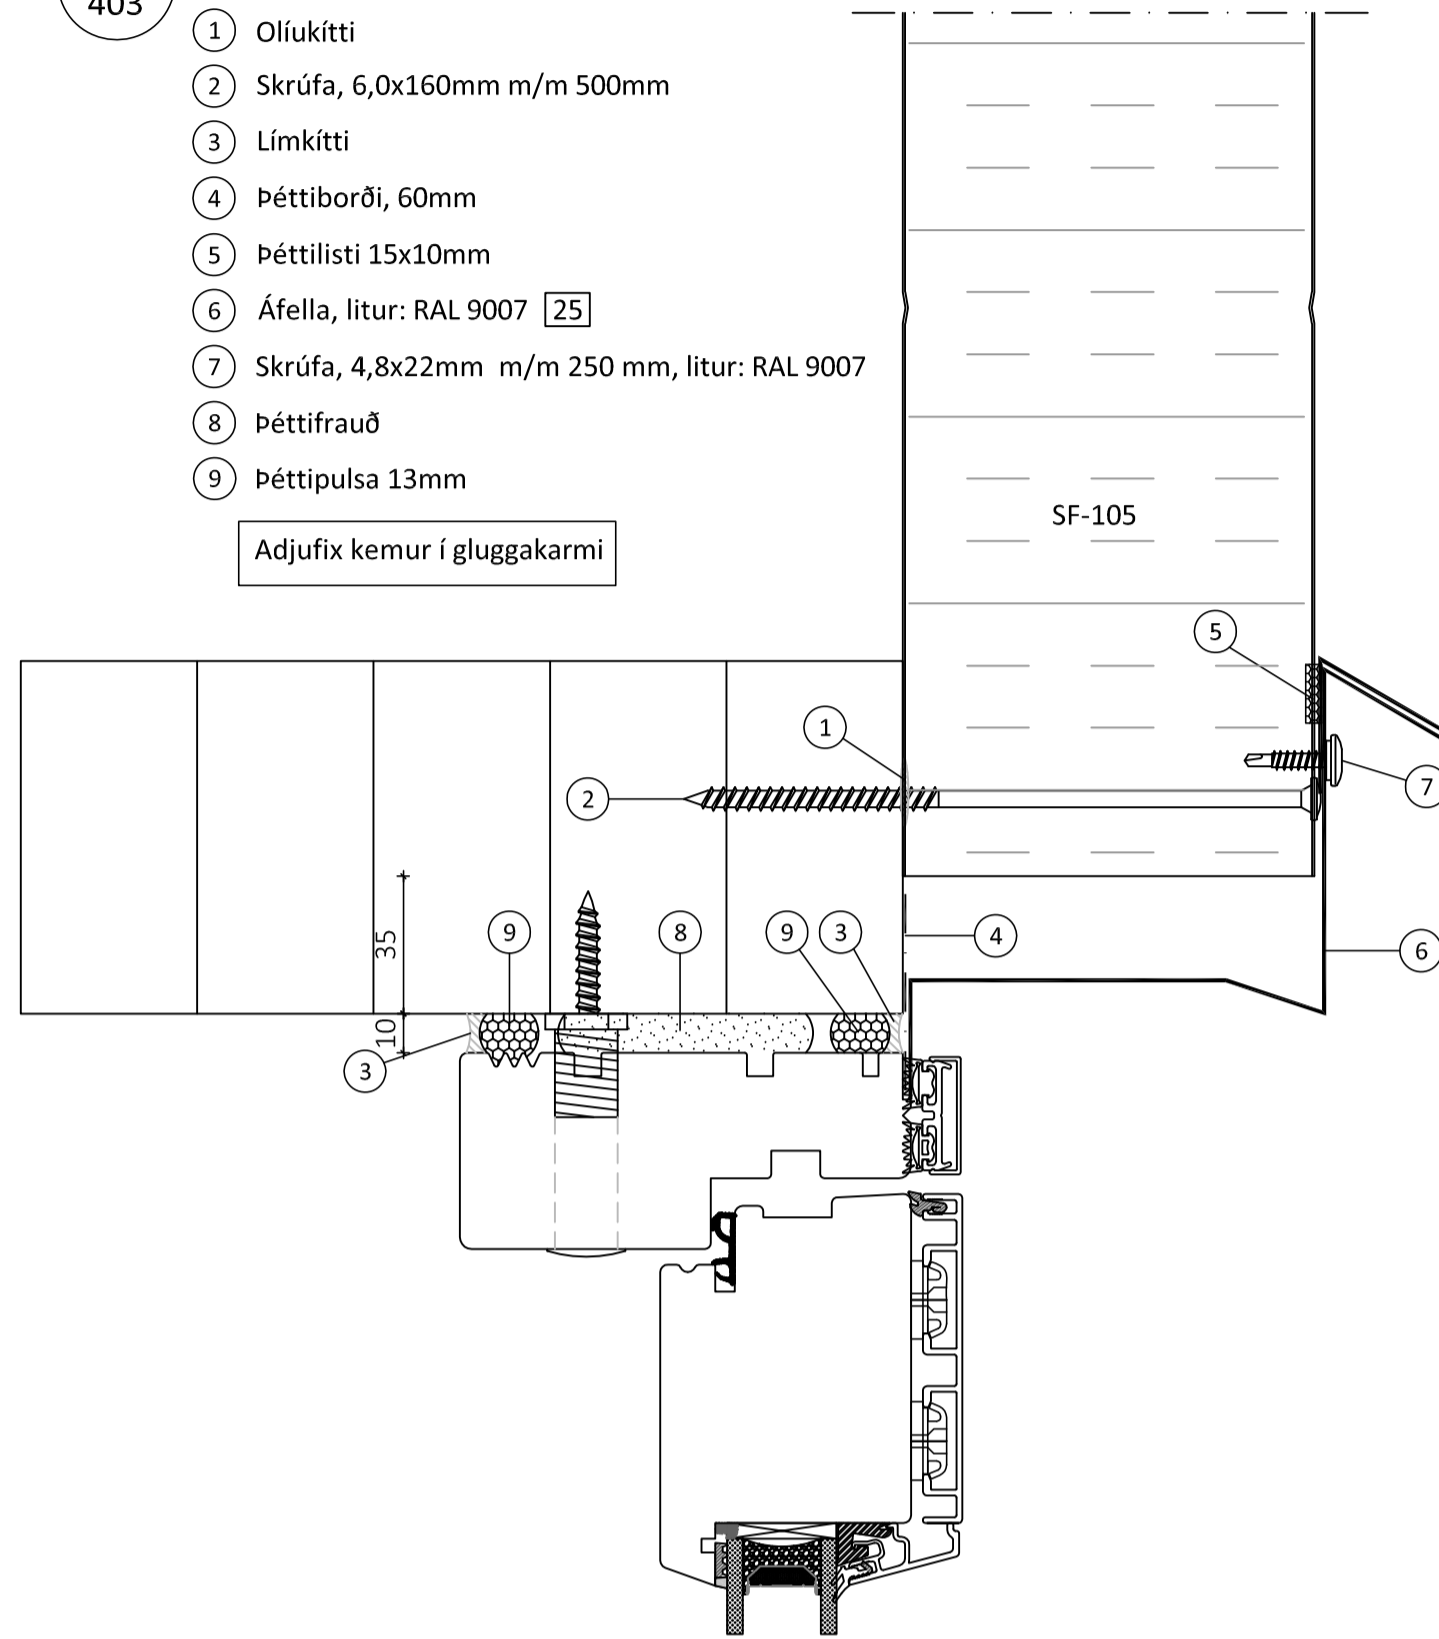 403
1 Olíukítti
2 Skrúfa, 6,0x160mm m/m 500mm
3 Límkítti
4 Þéttiborði, 60mm
5 Þéttilisti 15x10mm
6 Áfella, litur: RAL 9007 25
7 Skrúfa, 4,8x22mm m/m 250 mm, litur: RAL 9007
8 Þéttifrauð
9 Þéttipulsa 13mm
Adjufix kemur í gluggakarmi
SF-105
5
1
2
7
35
9
8
9
3
4
6
10
3